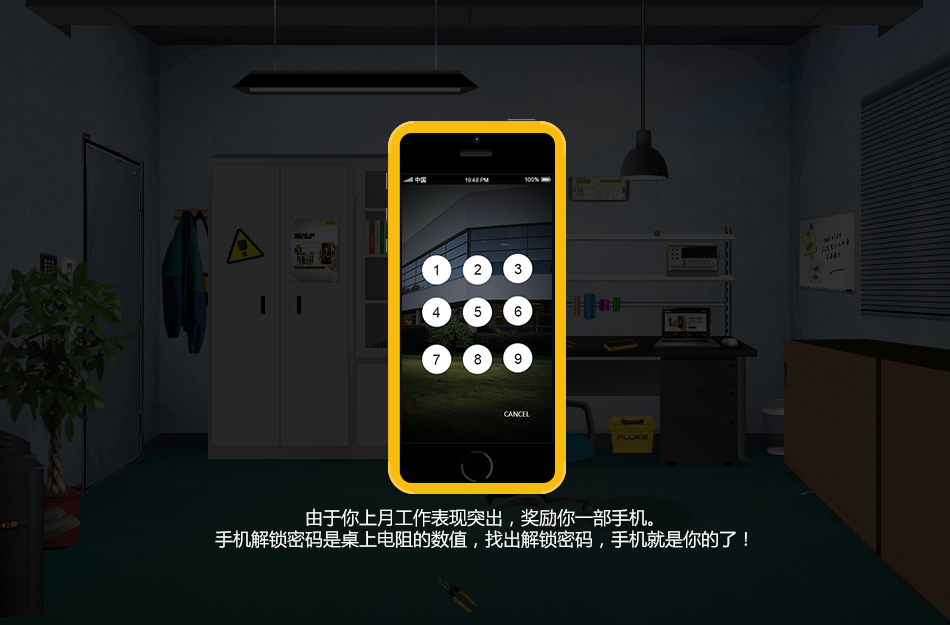 中国 19:48 PM 100%
1 2 3
4 5 6
7 8 9
CANCEL
FLUKE
由于你上月工作表现突出，奖励你一部手机。
手机解锁密码是桌上电阻的数值，找出解锁密码，手机就是你的了！